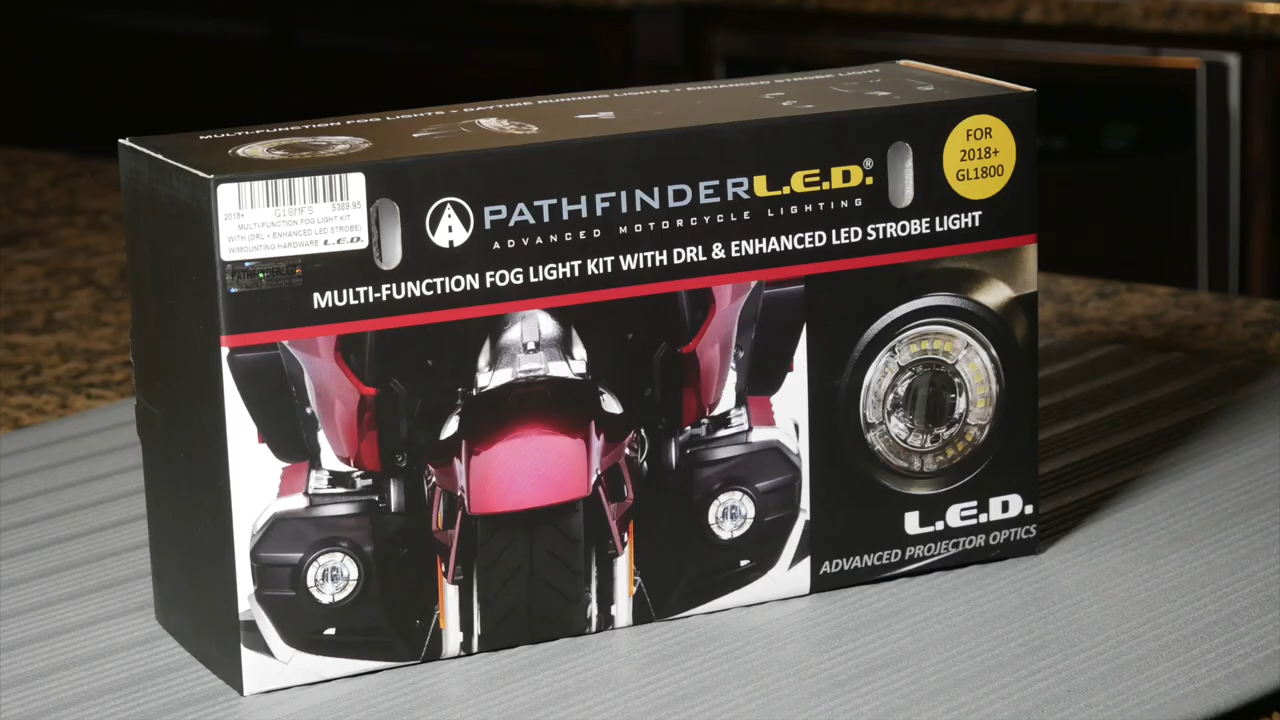 MULTI-FUNCTION FOG LIGHTS + DAYTIME RUNNING LIGHTS + ENHANCED STROBE LIGHT
2018+ G18MFS $389.95
MULTI-FUNCTION FOG LIGHT KIT
WITH (DRL + ENHANCED LED STROBE)
W/MOUNTING HARDWARE L.E.D.
PATHFINDERLED
PATHFINDERL.E.D.®
ADVANCED MOTORCYCLE LIGHTING
MULTI-FUNCTION FOG LIGHT KIT WITH DRL & ENHANCED LED STROBE LIGHT
FOR
2018+
GL1800
L.E.D.
ADVANCED PROJECTOR OPTICS